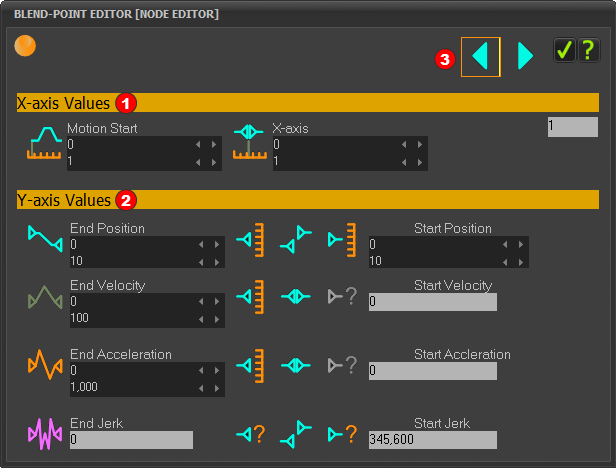 BLEND-POINT EDITOR [NODE EDITOR]
3
?
X-axis Values 1
Motion Start
0
1
X-axis
0
1
1
Y-axis Values 2
End Position
0
10
Start Position
0
10
End Velocity
0
100
?
Start Velocity
0
End Acceleration
0
1,000
?
Start Accleration
0
End Jerk
0
?
?
Start Jerk
345,600